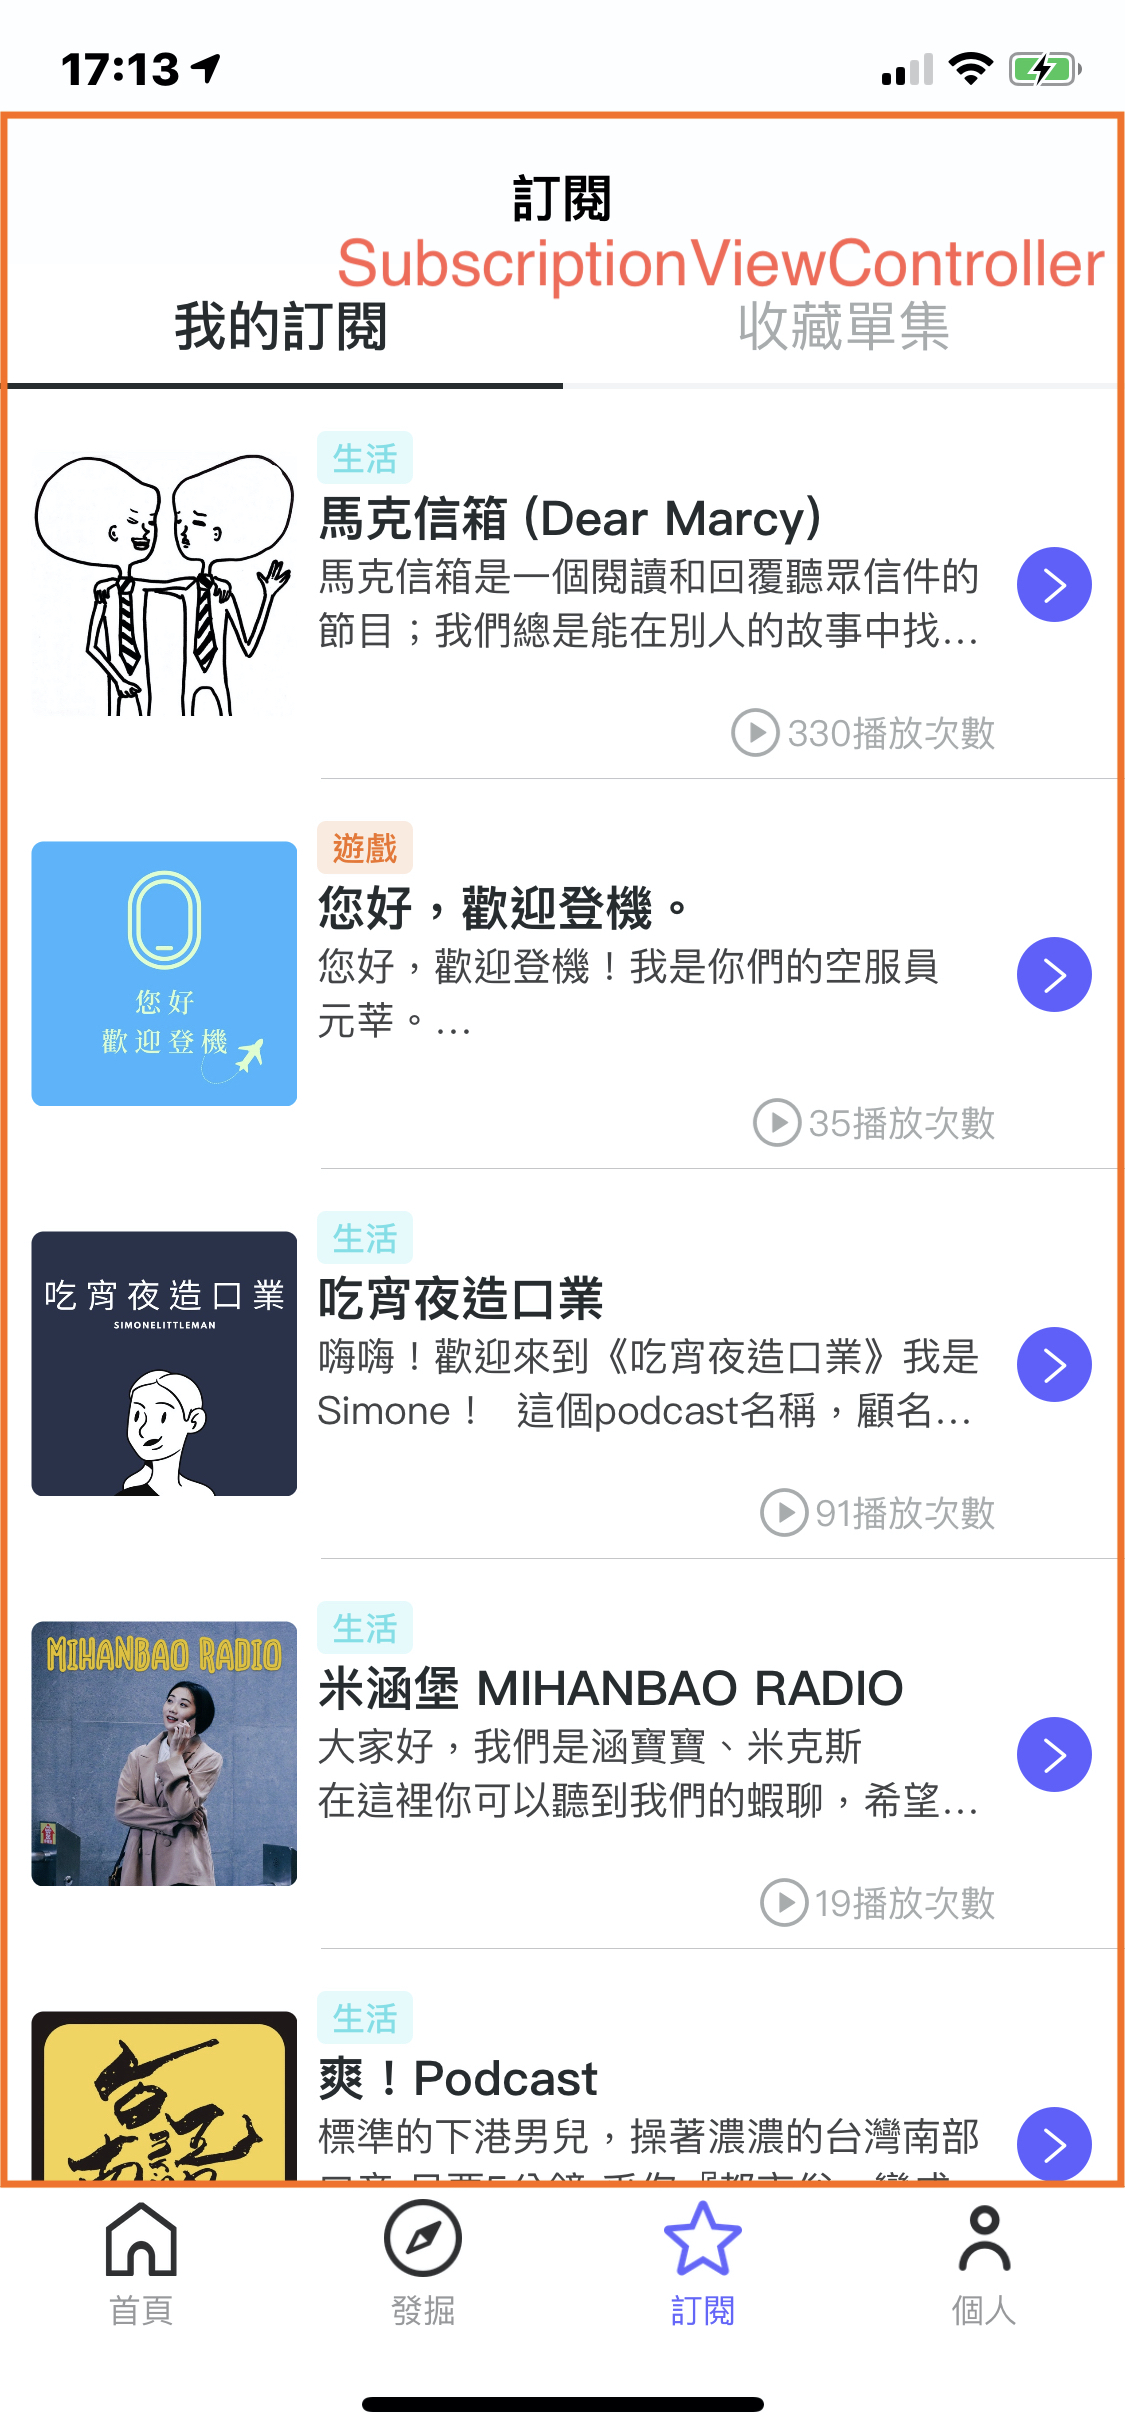 17:13
訂閱
SubscriptionViewController
我的訂閱
收藏單集
生活
馬克信箱 (Dear Marcy)
馬克信箱是一個閱讀和回覆聽眾信件的
節目；我們總是能在別人的故事中找…
330播放次數
您好
歡迎登機
遊戲
您好，歡迎登機。
您好，歡迎登機！我是你們的空服員
元莘。…
35播放次數
吃宵夜造口業
SIMONELITTLEMAN
生活
吃宵夜造口業
嗨嗨！歡迎來到《吃宵夜造口業》我是
Simone！ 這個podcast名稱，顧名…
91播放次數
MIHANBAO RADIO
生活
米涵堡 MIHANBAO RADIO
大家好，我們是涵寶寶、米克斯
在這裡你可以聽到我們的蝦聊，希望…
19播放次數
生活
爽！Podcast
標準的下港男兒，操著濃濃的台灣南部
首頁
發掘
訂閱
個人